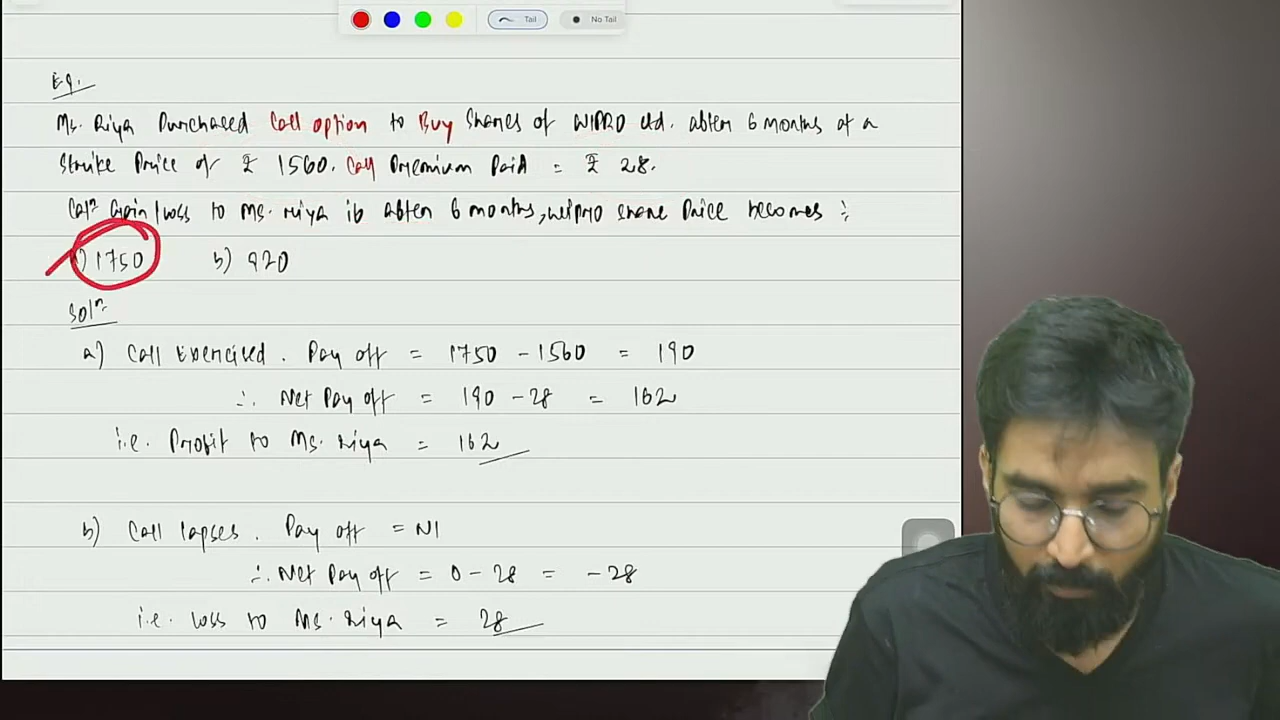 Tail
No Tail
Eg.
Ms. Riya Purchased Call option to Buy Shares of WIPRO Ltd. after 6 months at a
Strike Price of ₹ 1560. Call Premium Paid = ₹ 28.
Calⁿ Gain/Loss to Ms. Riya if after 6 months, WIPRO share Price becomes :
a) 1750 b) 920
Solⁿ
a) Call Exercised. Pay off = 1750 - 1560 = 190
∴ Net Pay off = 190 - 28 = 162
i.e. Profit to Ms. Riya = 162
b) Call lapses. Pay off = Nil
∴ Net Pay off = 0 - 28 = -28
i.e. Loss to Ms. Riya = 28